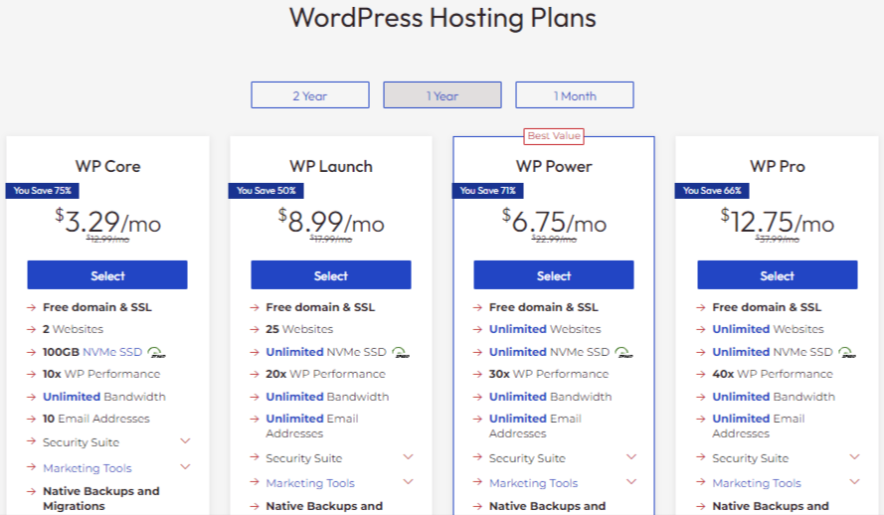 WordPress Hosting Plans
2 Year
1 Year
1 Month
WP Core
You Save 75%
$3.29/mo
$12.99/mo
Select
Free domain & SSL
2 Websites
100GB NVMe SSD
10x WP Performance
Unlimited Bandwidth
10 Email Addresses
Security Suite
Marketing Tools
Native Backups and
Migrations
WP Launch
You Save 50%
$8.99/mo
$17.99/mo
Select
Free domain & SSL
25 Websites
Unlimited NVMe SSD
20x WP Performance
Unlimited Bandwidth
Unlimited Email
Addresses
Security Suite
Marketing Tools
Native Backups and
Best Value
WP Power
You Save 71%
$6.75/mo
$22.99/mo
Select
Free domain & SSL
Unlimited Websites
Unlimited NVMe SSD
30x WP Performance
Unlimited Bandwidth
Unlimited Email
Addresses
Security Suite
Marketing Tools
Native Backups and
WP Pro
You Save 66%
$12.75/mo
$37.99/mo
Select
Free domain & SSL
Unlimited Websites
Unlimited NVMe SSD
40x WP Performance
Unlimited Bandwidth
Unlimited Email
Addresses
Security Suite
Marketing Tools
Native Backups and